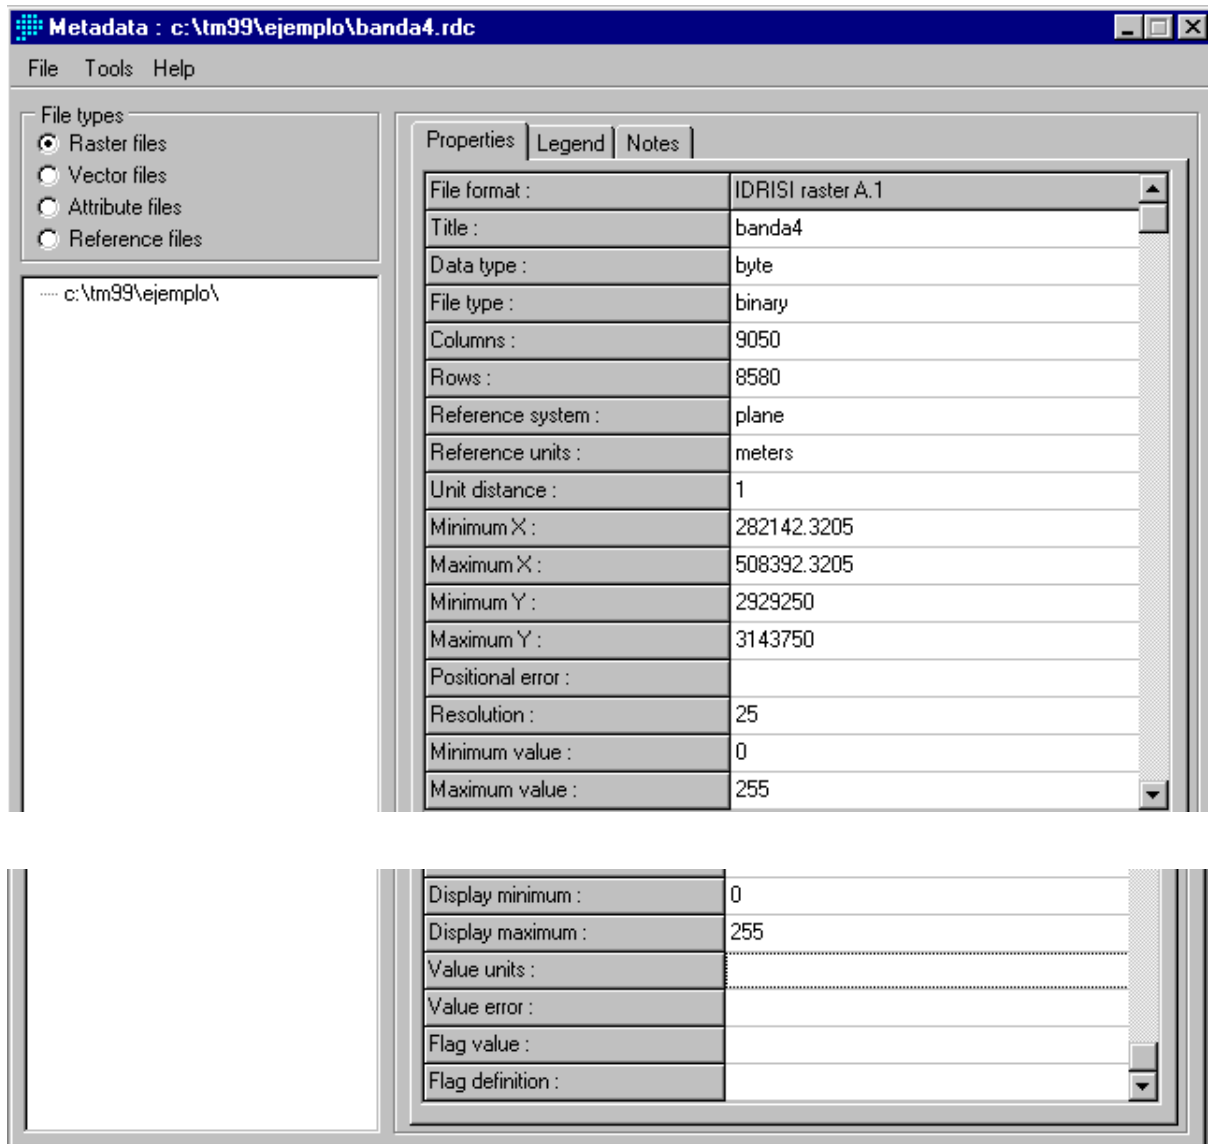 Metadata : c:\tm99\ejemplo\banda4.rdc
File Tools Help
File types
Raster files
Vector files
Attribute files
Reference files
c:\tm99\ejemplo\
Properties Legend Notes
File format : IDRISI raster A.1
Title : banda4
Data type : byte
File type : binary
Columns : 9050
Rows : 8580
Reference system : plane
Reference units : meters
Unit distance : 1
Minimum X : 282142.3205
Maximum X : 508392.3205
Minimum Y : 2929250
Maximum Y : 3143750
Positional error :
Resolution : 25
Minimum value : 0
Maximum value : 255
Display minimum : 0
Display maximum : 255
Value units :
Value error :
Flag value :
Flag definition :